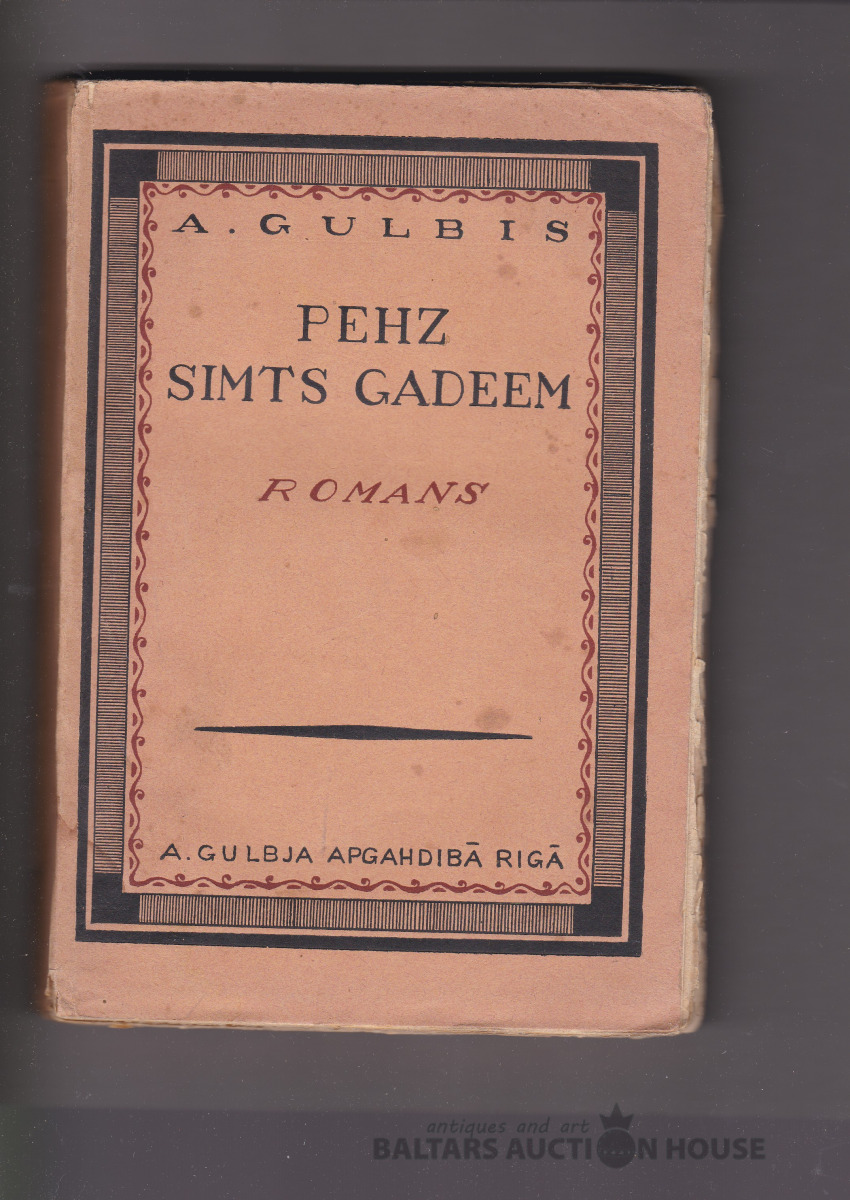 A. GULBIS
PEHZ
SIMTS GADEEM
ROMANS
A. GULBJA APGAHDIBĀ RIGĀ
antiques and art
BALTARS AUCTION HOUSE